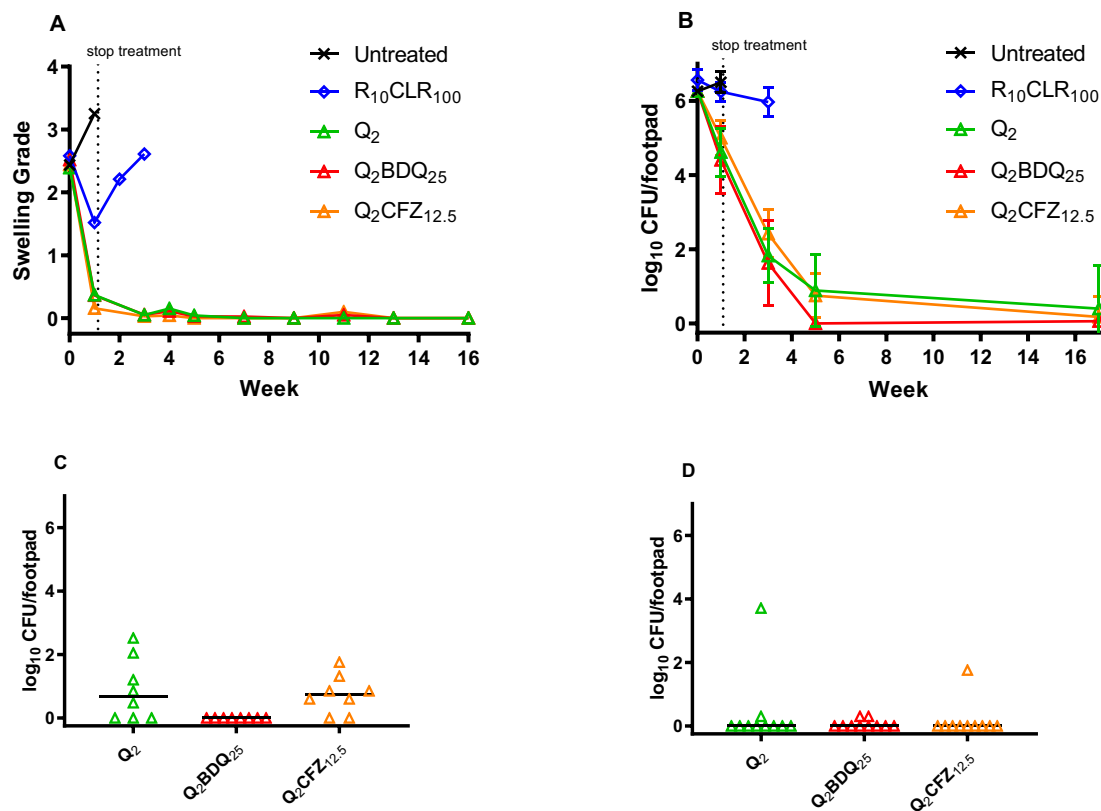 A
stop treatment
Untreated
R₁₀CLR₁₀₀
Q₂
Q₂BDQ₂₅
Q₂CFZ₁₂.₅
Swelling Grade
4
3
2
1
0
0 2 4 6 8 10 12 14 16
Week
B
stop treatment
Untreated
R₁₀CLR₁₀₀
Q₂
Q₂BDQ₂₅
Q₂CFZ₁₂.₅
log₁₀ CFU/footpad
6
4
2
0
0 2 4 6 8 10 12 14 16
Week
C
log₁₀ CFU/footpad
6
4
2
0
Q₂
Q₂BDQ₂₅
Q₂CFZ₁₂.₅
D
log₁₀ CFU/footpad
6
4
2
0
Q₂
Q₂BDQ₂₅
Q₂CFZ₁₂.₅